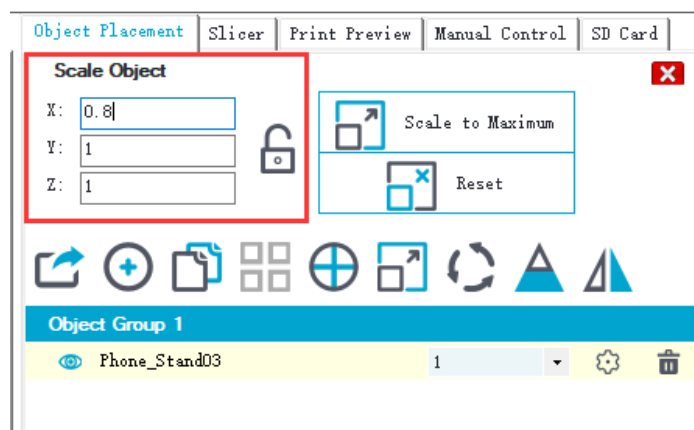 Object Placement Slicer Print Preview Manual Control SD Card
Scale Object
X: 0.8
Y: 1
Z: 1
Scale to Maximum
Reset
Object Group 1
Phone_Stand03 1